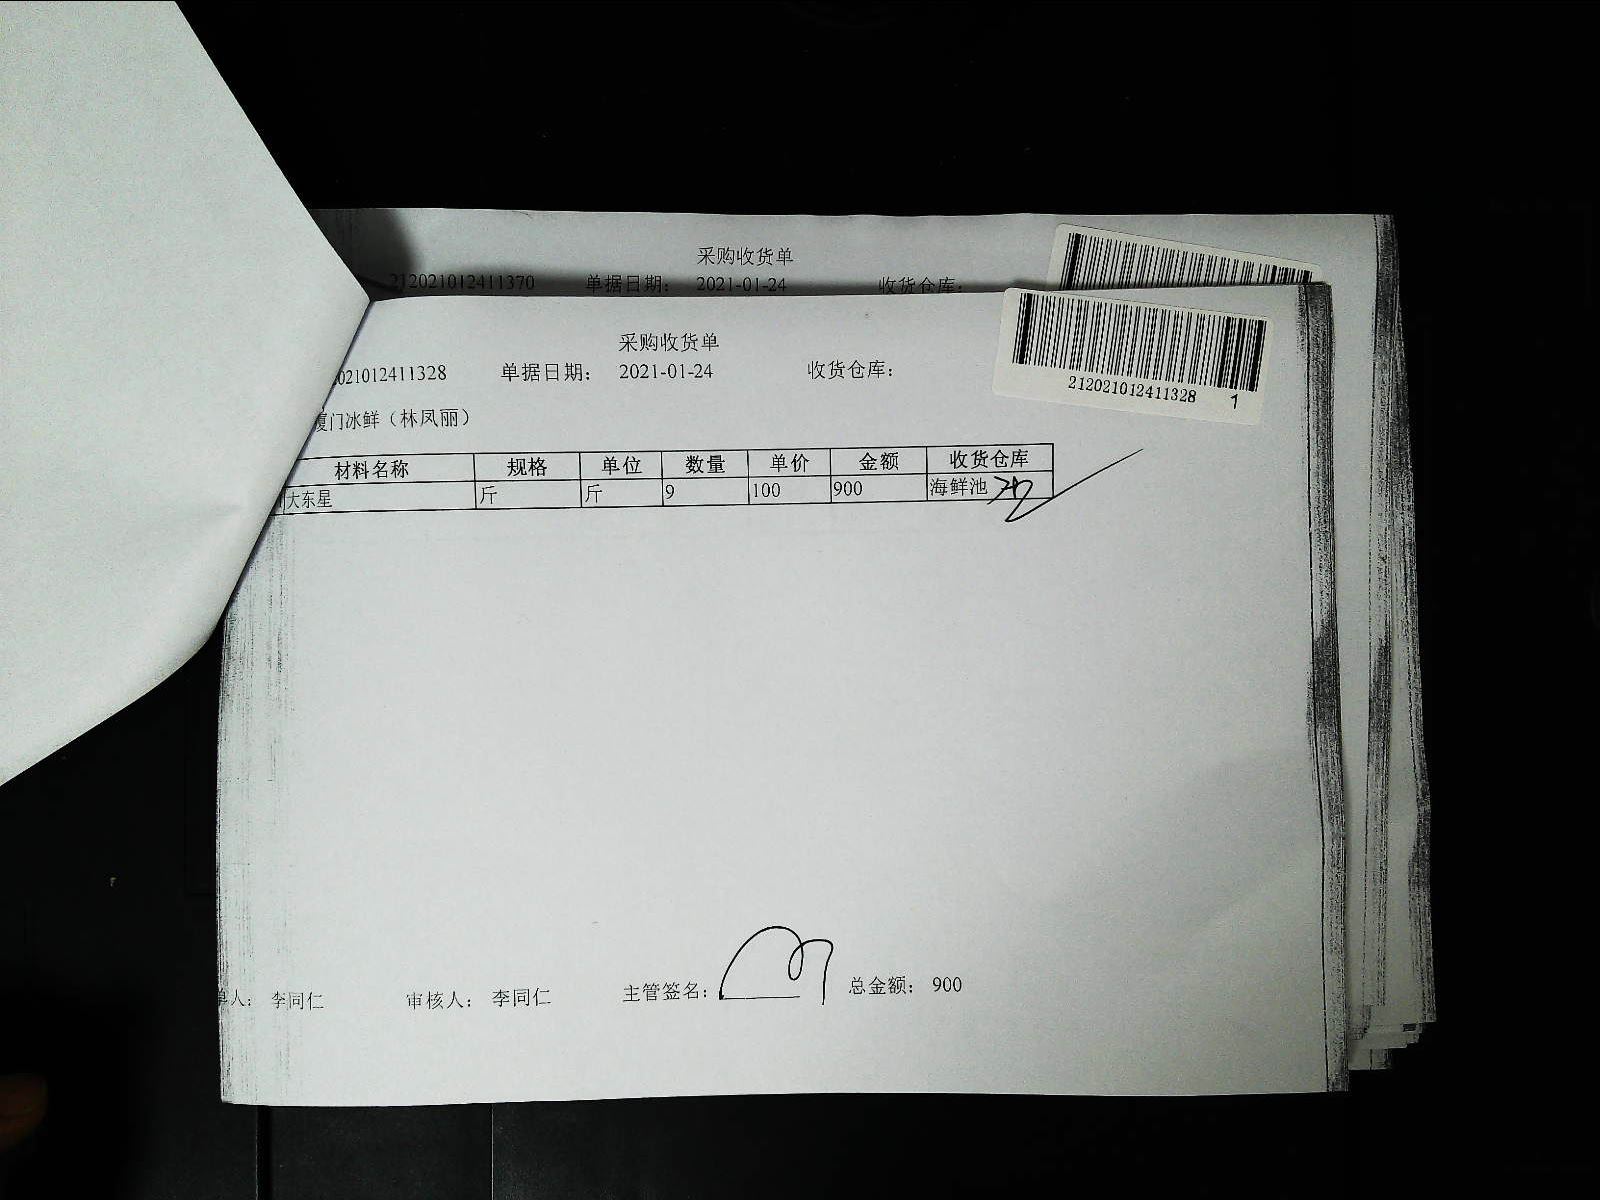 采购收货单
212021012411370 单据日期: 2021-01-24 收货仓库:
采购收货单
021012411328 单据日期: 2021-01-24 收货仓库:
212021012411328 1
厦门冰鲜（林凤丽）
材料名称 规格 单位 数量 单价 金额 收货仓库
大东星 斤 斤 9 100 900 海鲜池
单人: 李同仁 审核人: 李同仁 主管签名: 总金额: 900